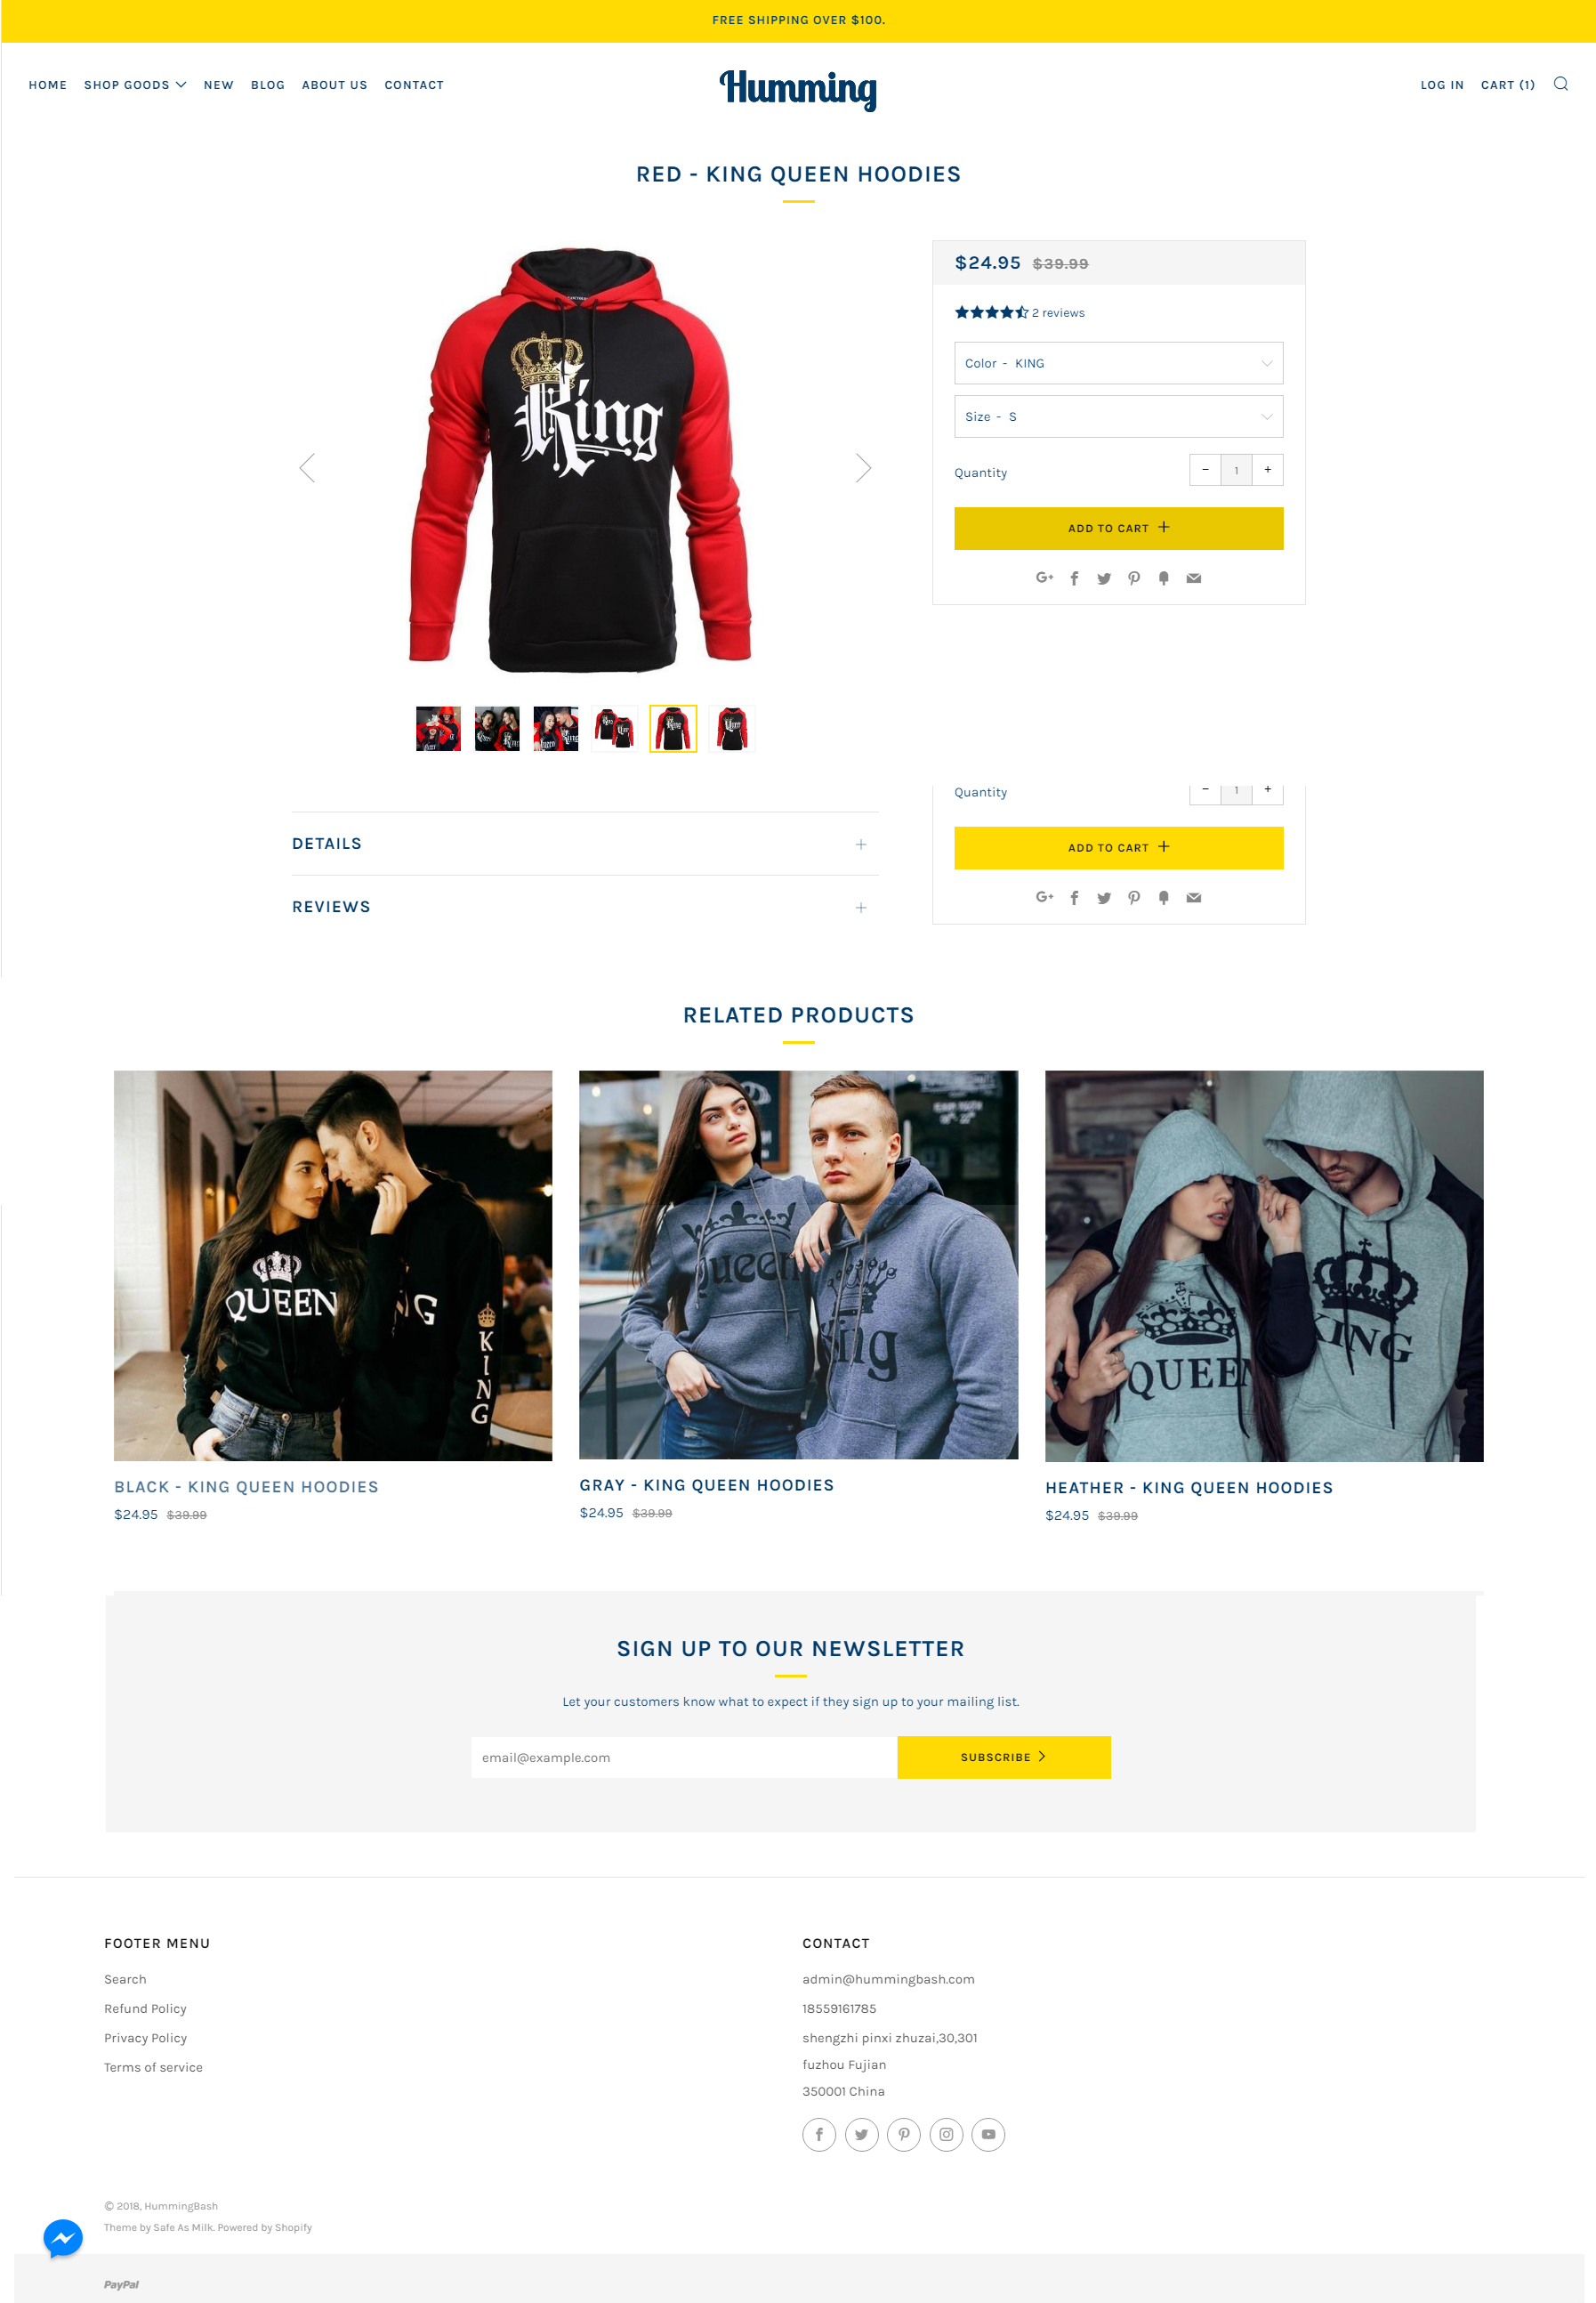 FREE SHIPPING OVER $100.
HOME SHOP GOODS NEW BLOG ABOUT US CONTACT
Humming
LOG IN CART (1)
RED - KING QUEEN HOODIES
King
$24.95 $39.99
2 reviews
Color - KING
Size - S
Quantity
− 1 +
ADD TO CART +
Quantity
− 1 +
ADD TO CART +
DETAILS +
REVIEWS +
RELATED PRODUCTS
QUEEN
G
KING
Queen
King
QUEEN
KING
BLACK - KING QUEEN HOODIES
$24.95 $39.99
GRAY - KING QUEEN HOODIES
$24.95 $39.99
HEATHER - KING QUEEN HOODIES
$24.95 $39.99
SIGN UP TO OUR NEWSLETTER
Let your customers know what to expect if they sign up to your mailing list.
email@example.com
SUBSCRIBE
FOOTER MENU
Search
Refund Policy
Privacy Policy
Terms of service
CONTACT
admin@hummingbash.com
18559161785
shengzhi pinxi zhuzai,30,301
fuzhou Fujian
350001 China
© 2018, HummingBash
Theme by Safe As Milk. Powered by Shopify
PayPal